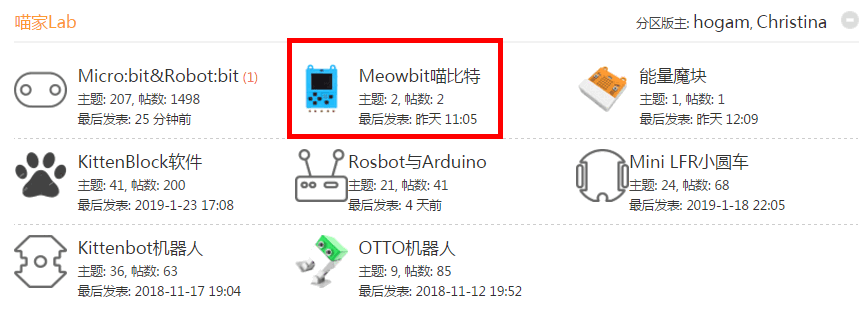 喵家Lab
分区版主: hogam, Christina
Micro:bit&Robot:bit (1)
主题: 207, 帖数: 1498
最后发表: 25 分钟前
Meowbit喵比特
主题: 2, 帖数: 2
最后发表: 昨天 11:05
能量魔块
主题: 1, 帖数: 1
最后发表: 昨天 12:09
KittenBlock软件
主题: 41, 帖数: 200
最后发表: 2019-1-23 17:08
Rosbot与Arduino
主题: 21, 帖数: 41
最后发表: 4 天前
Mini LFR小圆车
主题: 24, 帖数: 68
最后发表: 2019-1-18 22:05
Kittenbot机器人
主题: 36, 帖数: 63
最后发表: 2018-11-17 19:04
OTTO机器人
主题: 9, 帖数: 85
最后发表: 2018-11-12 19:52